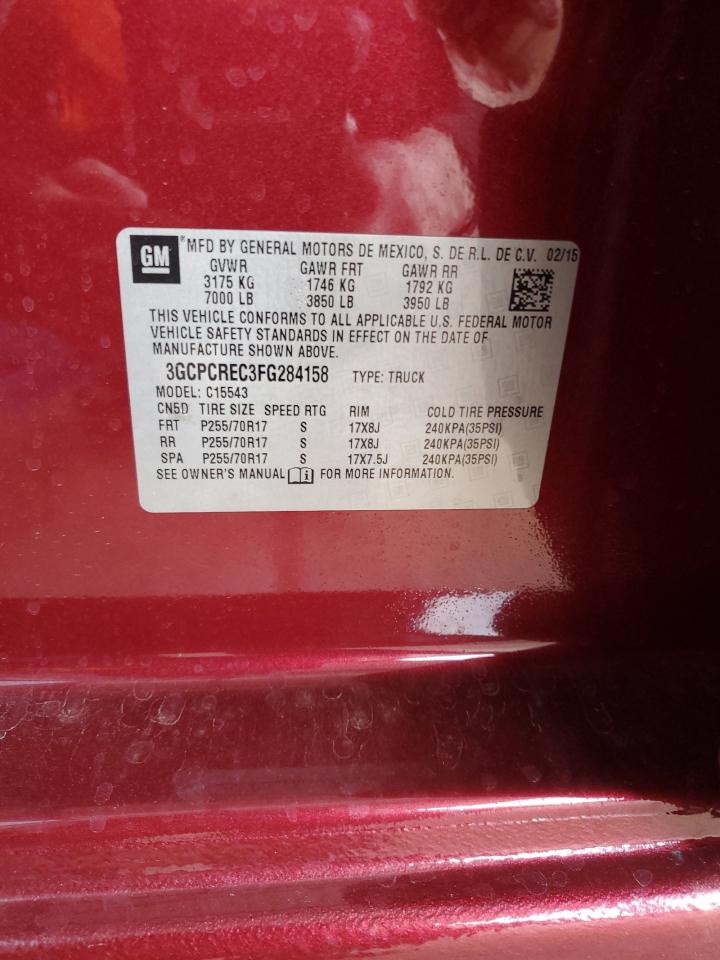 GM ® MFD BY GENERAL MOTORS DE MEXICO, S. DE R.L. DE C.V. 02/15
GVWR GAWR FRT GAWR RR
3175 KG 1746 KG 1792 KG
7000 LB 3850 LB 3950 LB
THIS VEHICLE CONFORMS TO ALL APPLICABLE U.S. FEDERAL MOTOR
VEHICLE SAFETY STANDARDS IN EFFECT ON THE DATE OF
MANUFACTURE SHOWN ABOVE.
3GCPCREC3FG284158 TYPE: TRUCK
MODEL: C15543
CN5D TIRE SIZE SPEED RTG RIM COLD TIRE PRESSURE
FRT P255/70R17 S 17X8J 240KPA(35PSI)
RR P255/70R17 S 17X8J 240KPA(35PSI)
SPA P255/70R17 S 17X7.5J 240KPA(35PSI)
SEE OWNER'S MANUAL FOR MORE INFORMATION.